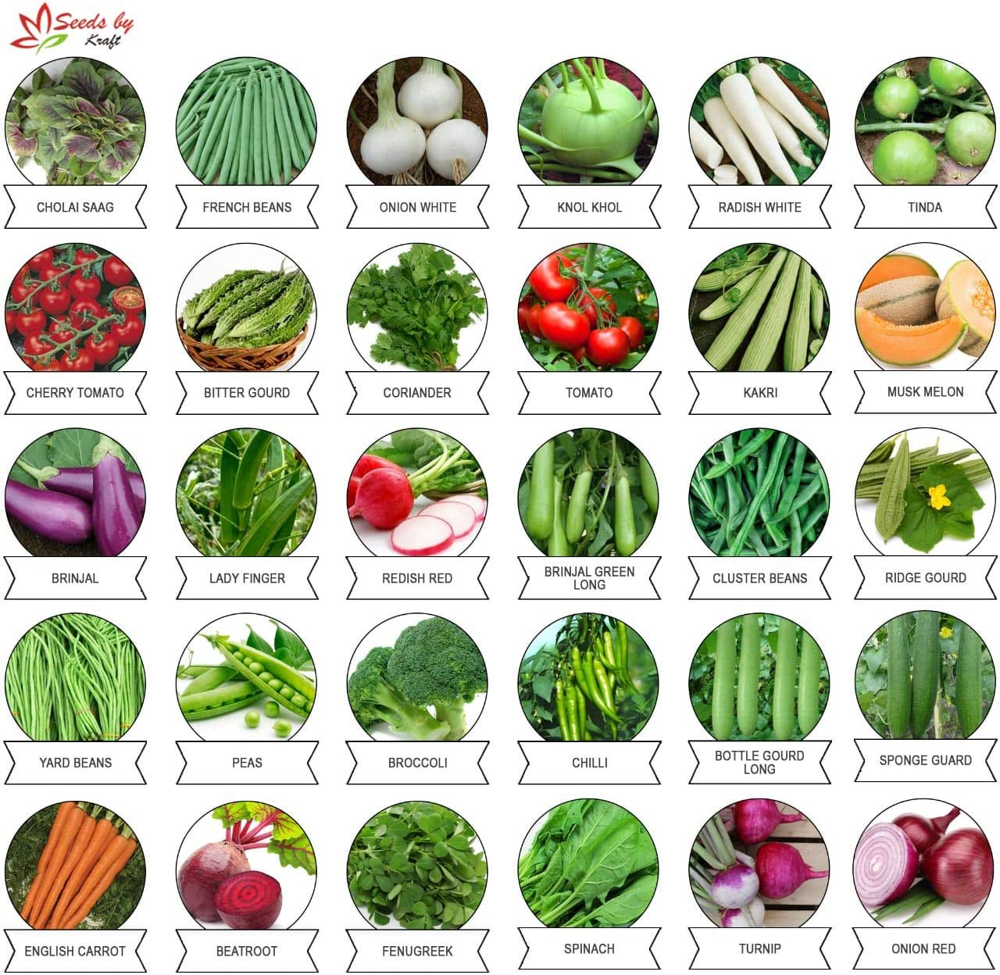 Seeds by
Kraft
CHOLAI SAAG
FRENCH BEANS
ONION WHITE
KNOL KHOL
RADISH WHITE
TINDA
CHERRY TOMATO
BITTER GOURD
CORIANDER
TOMATO
KAKRI
MUSK MELON
BRINJAL
LADY FINGER
REDISH RED
BRINJAL GREEN
LONG
CLUSTER BEANS
RIDGE GOURD
YARD BEANS
PEAS
BROCCOLI
CHILLI
BOTTLE GOURD
LONG
SPONGE GUARD
ENGLISH CARROT
BEATROOT
FENUGREEK
SPINACH
TURNIP
ONION RED